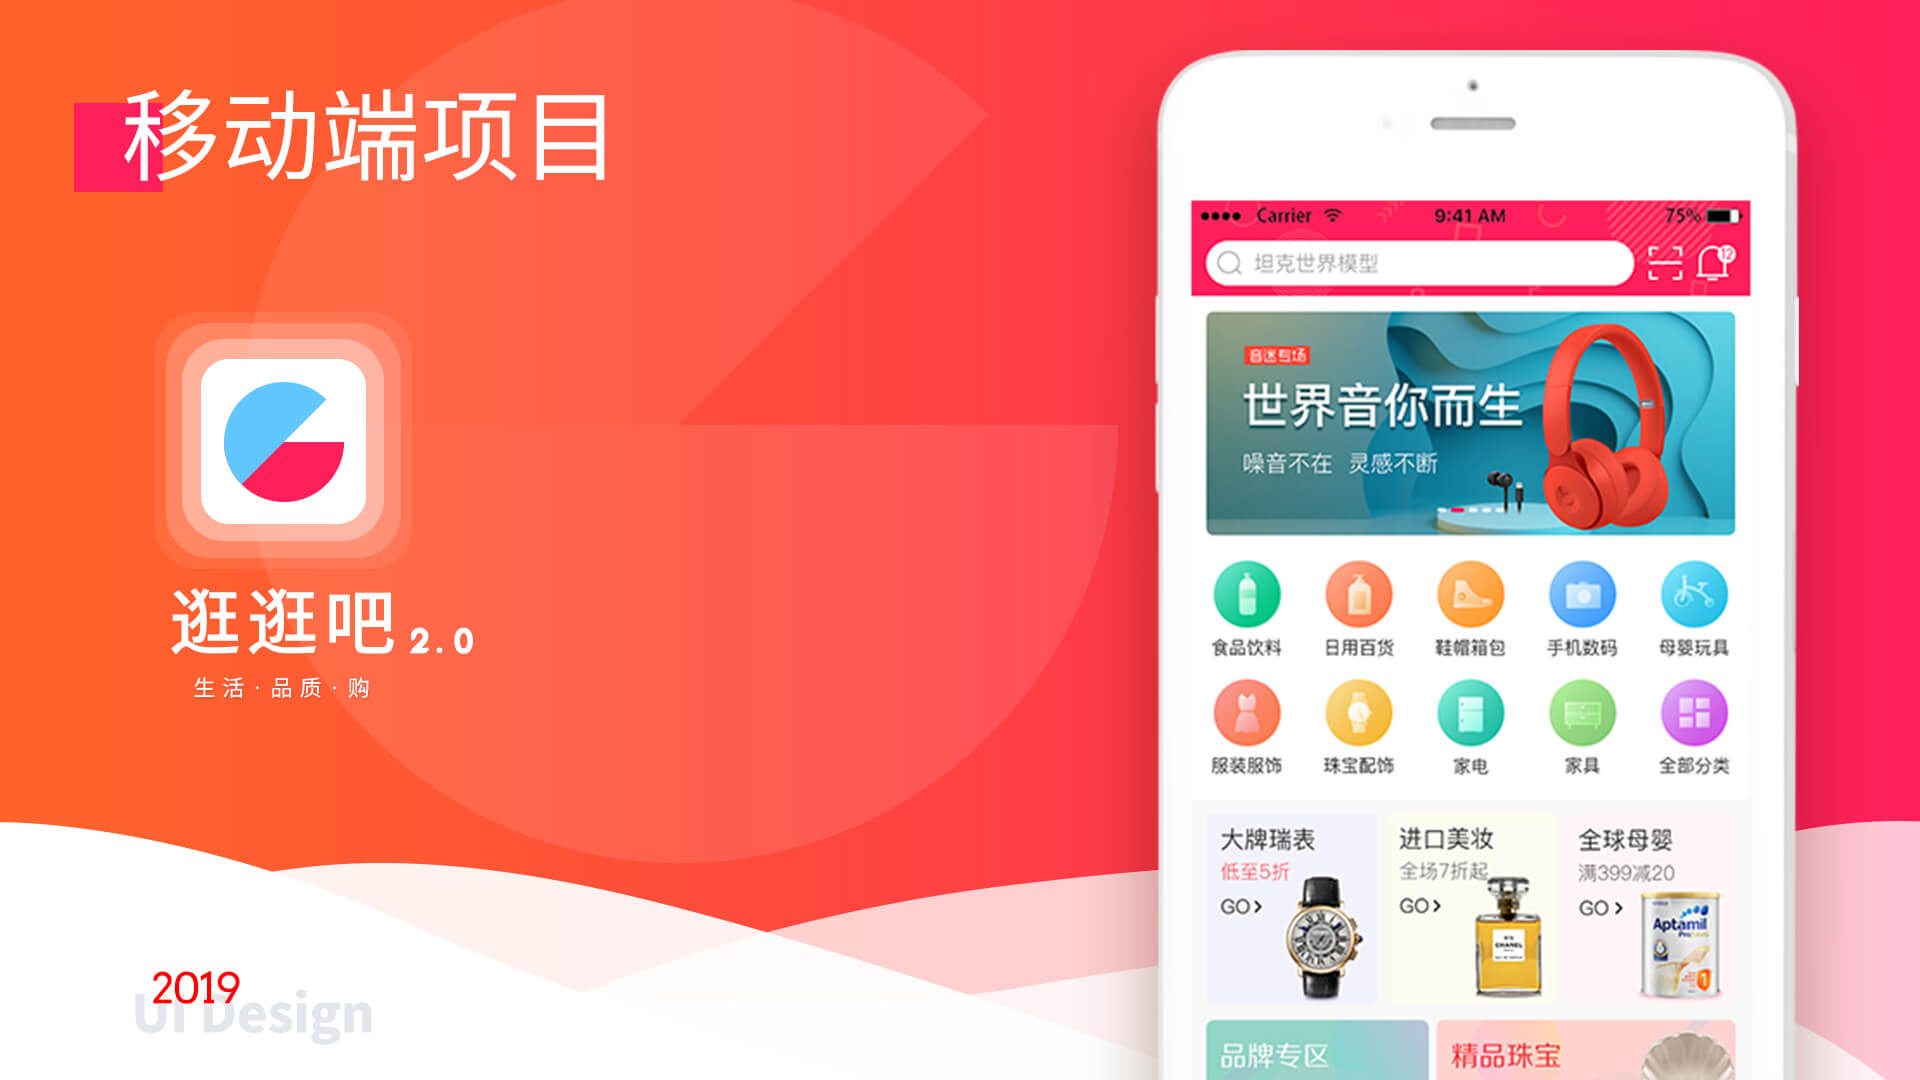 移动端项目
逛逛吧2.0
生活·品质·购
2019
UI Design
Carrier 9:41 AM 75%
坦克世界模型
12
音迷专场
世界音你而生
噪音不在 灵感不断
食品饮料 日用百货 鞋帽箱包 手机数码 母婴玩具
服装服饰 珠宝配饰 家电 家具 全部分类
大牌瑞表 进口美妆 全球母婴
低至5折 全场7折起 满399减20
GO GO GO
N°5
CHANEL
Aptamil
1
品牌专区 精品珠宝